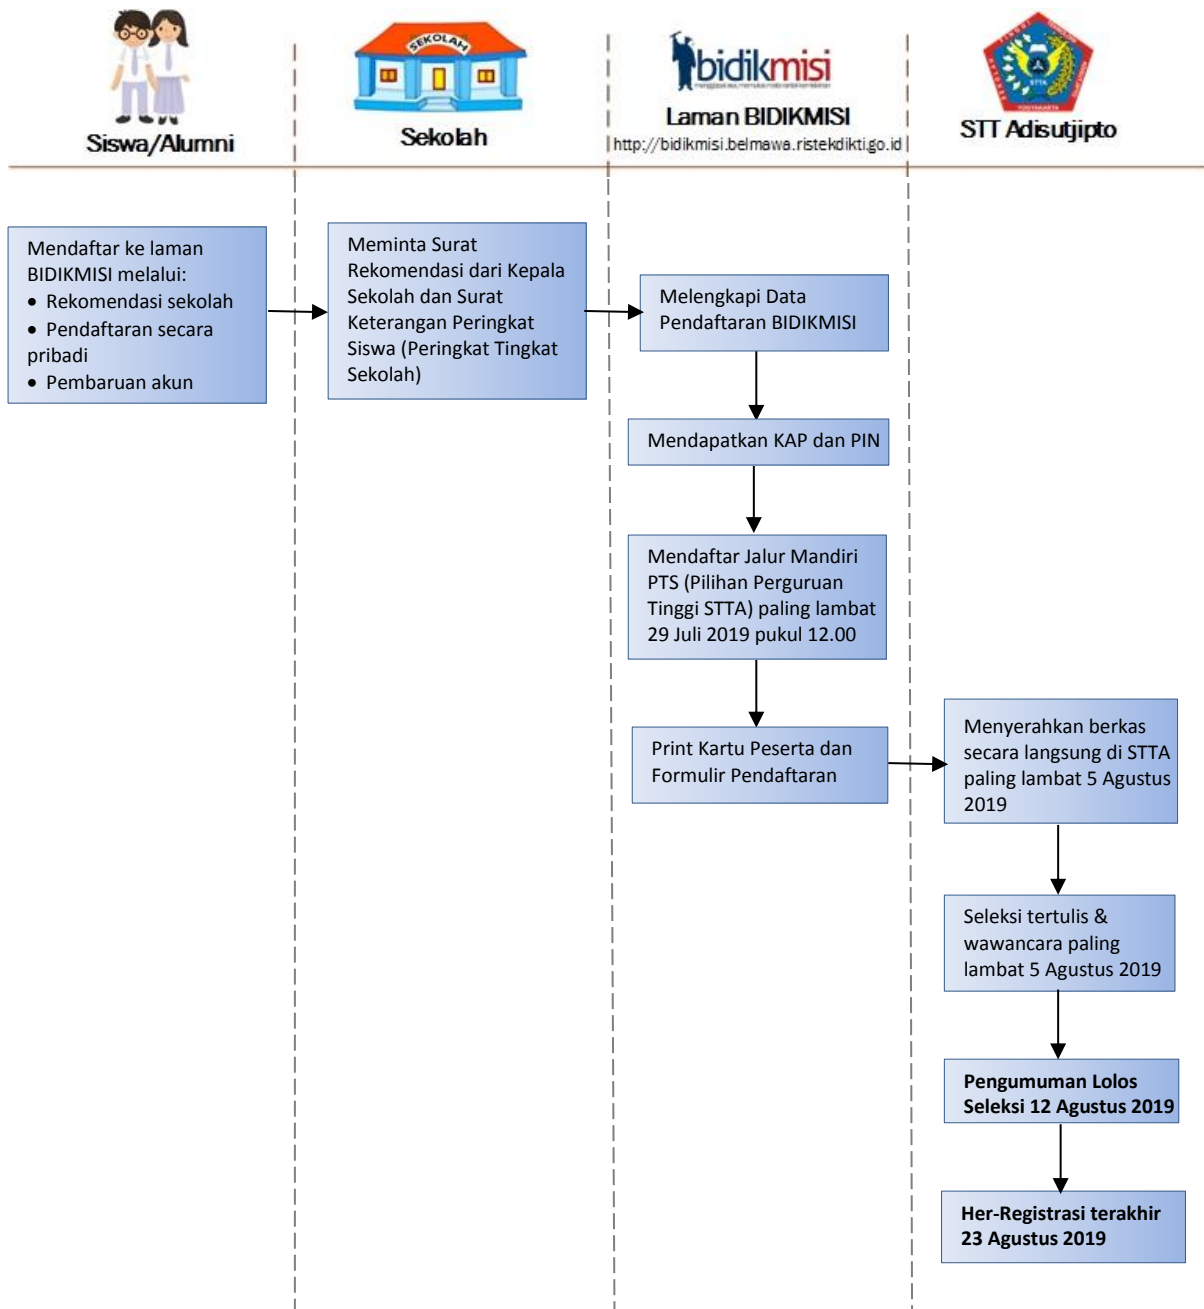 SEKOLAH
bidikmisi
STTA
YOGYAKARTA
Siswa/Alumni
Sekolah
Laman BIDIKMISI
http://bidikmisi.belmawa.ristekdikti.go.id
STT Adisutjipto
Mendaftar ke laman
BIDIKMISI melalui:
• Rekomendasi sekolah
• Pendaftaran secara
pribadi
• Pembaruan akun
Meminta Surat
Rekomendasi dari Kepala
Sekolah dan Surat
Keterangan Peringkat
Siswa (Peringkat Tingkat
Sekolah)
Melengkapi Data
Pendaftaran BIDIKMISI
Mendapatkan KAP dan PIN
Mendaftar Jalur Mandiri
PTS (Pilihan Perguruan
Tinggi STTA) paling lambat
29 Juli 2019 pukul 12.00
Print Kartu Peserta dan
Formulir Pendaftaran
Menyerahkan berkas
secara langsung di STTA
paling lambat 5 Agustus
2019
Seleksi tertulis &
wawancara paling
lambat 5 Agustus 2019
Pengumuman Lolos
Seleksi 12 Agustus 2019
Her-Registrasi terakhir
23 Agustus 2019